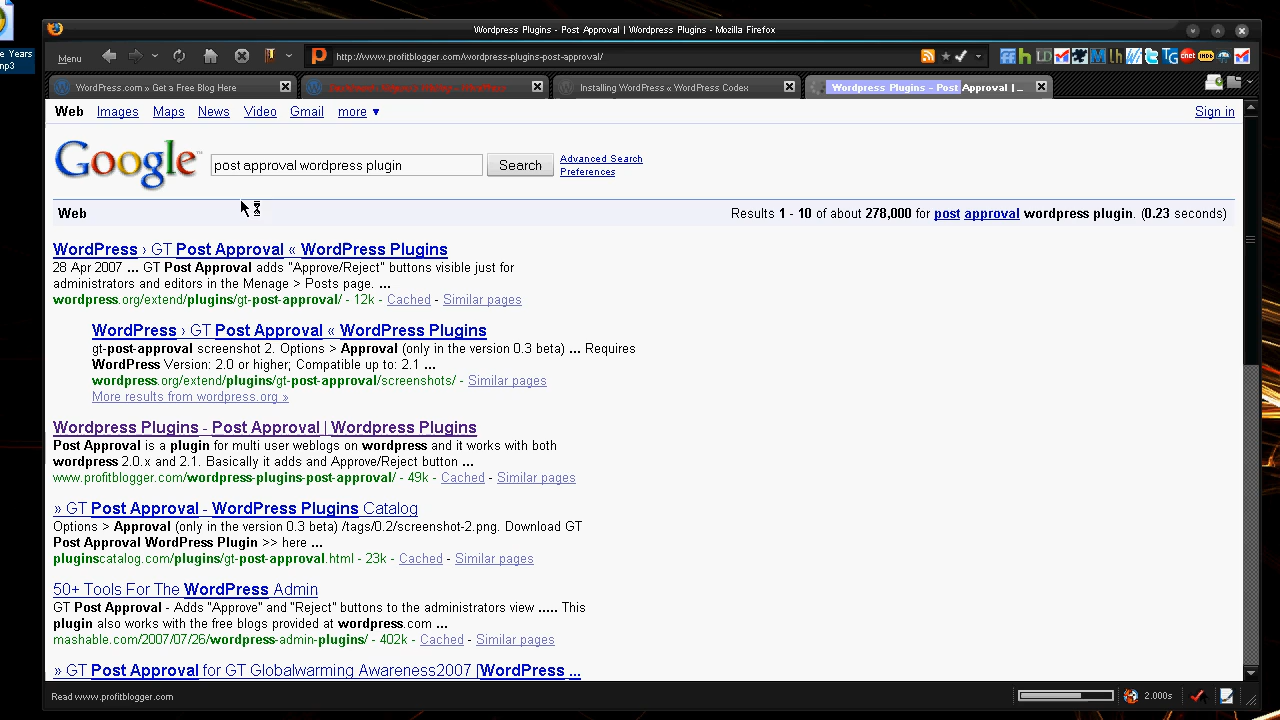 e Years
mp3
Wordpress Plugins - Post Approval | Wordpress Plugins - Mozilla Firefox
Menu
http://www.profitblogger.com/wordpress-plugins-post-approval/
WordPress.com » Get a Free Blog Here
Installing WordPress « WordPress Codex
Wordpress Plugins - Post Approval | ...
Web Images Maps News Video Gmail more ▼ Sign in
Google
post approval wordpress plugin
Search
Advanced Search
Preferences
Web
Results 1 - 10 of about 278,000 for post approval wordpress plugin. (0.23 seconds)
WordPress › GT Post Approval « WordPress Plugins
28 Apr 2007 ... GT Post Approval adds "Approve/Reject" buttons visible just for
administrators and editors in the Menage > Posts page. ...
wordpress.org/extend/plugins/gt-post-approval/ - 12k - Cached - Similar pages
WordPress › GT Post Approval « WordPress Plugins
gt-post-approval screenshot 2. Options > Approval (only in the version 0.3 beta) ... Requires
WordPress Version: 2.0 or higher; Compatible up to: 2.1 ...
wordpress.org/extend/plugins/gt-post-approval/screenshots/ - Similar pages
More results from wordpress.org »
Wordpress Plugins - Post Approval | Wordpress Plugins
Post Approval is a plugin for multi user weblogs on wordpress and it works with both
wordpress 2.0.x and 2.1. Basically it adds and Approve/Reject button ...
www.profitblogger.com/wordpress-plugins-post-approval/ - 49k - Cached - Similar pages
» GT Post Approval - WordPress Plugins Catalog
Options > Approval (only in the version 0.3 beta) /tags/0.2/screenshot-2.png. Download GT
Post Approval WordPress Plugin >> here ...
pluginscatalog.com/plugins/gt-post-approval.html - 23k - Cached - Similar pages
50+ Tools For The WordPress Admin
GT Post Approval - Adds "Approve" and "Reject" buttons to the administrators view ..... This
plugin also works with the free blogs provided at wordpress.com ...
mashable.com/2007/07/26/wordpress-admin-plugins/ - 402k - Cached - Similar pages
» GT Post Approval for GT Globalwarming Awareness2007 [WordPress ...
Read www.profitblogger.com
2.000s